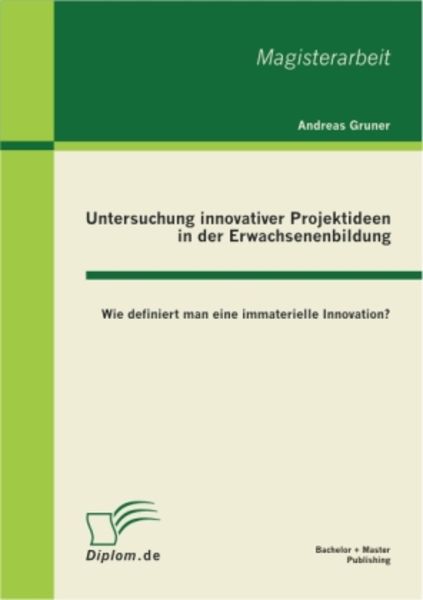 Magisterarbeit
Andreas Gruner
Untersuchung innovativer Projektideen
in der Erwachsenenbildung
Wie definiert man eine immaterielle Innovation?
Diplom.de
Bachelor + Master
Publishing